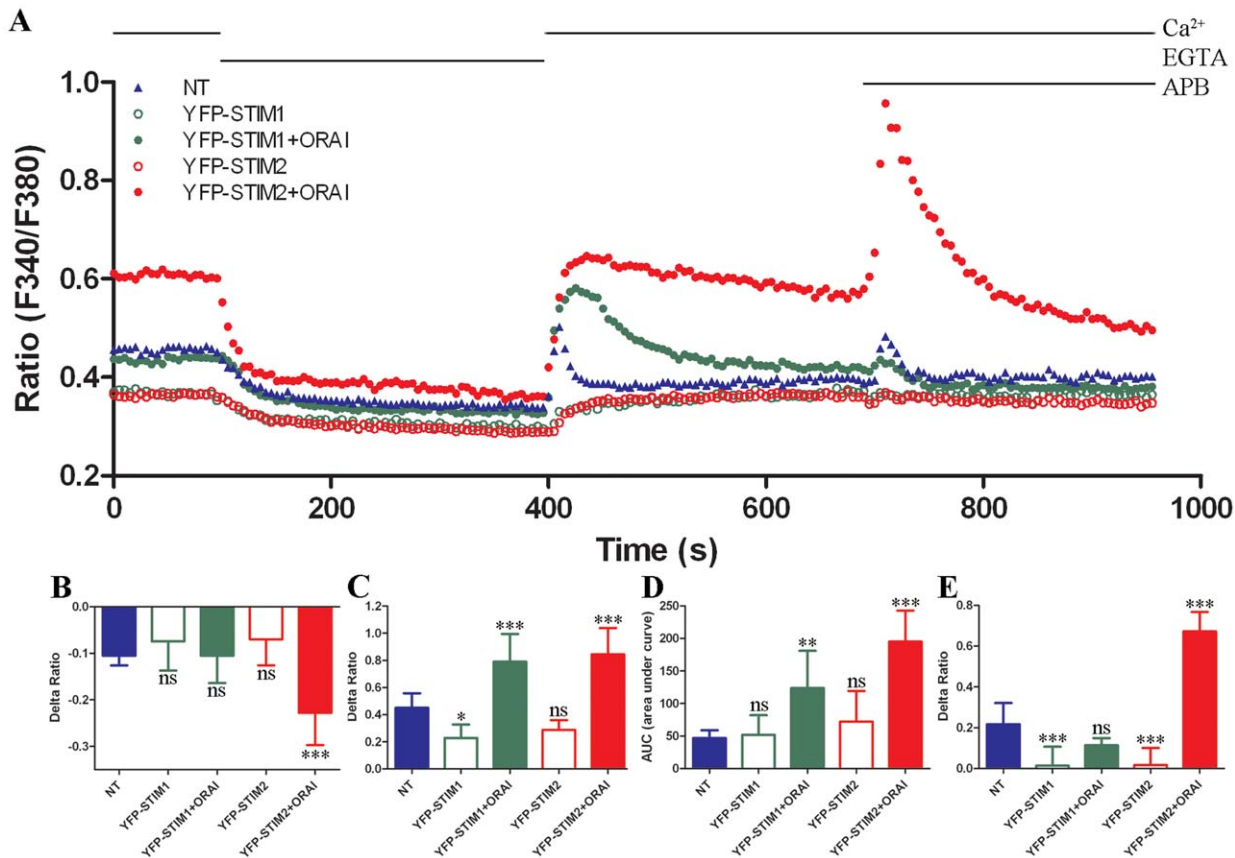 A
Ca²⁺
EGTA
APB
NT
YFP-STIM1
YFP-STIM1+ORAI
YFP-STIM2
YFP-STIM2+ORAI
Ratio (F340/F380)
1.0
0.8
0.6
0.4
0.2
0 200 400 600 800 1000
Time (s)
B
Delta Ratio
0.0
-0.1
-0.2
-0.3
ns ns ns ***
NT YFP-STIM1 YFP-STIM1+ORAI YFP-STIM2 YFP-STIM2+ORAI
C
Delta Ratio
1.2
1.0
0.8
0.6
0.4
0.2
0.0
* *** ns ***
NT YFP-STIM1 YFP-STIM1+ORAI YFP-STIM2 YFP-STIM2+ORAI
D
AUC (area under curve)
250
200
150
100
50
0
ns ** ns ***
NT YFP-STIM1 YFP-STIM1+ORAI YFP-STIM2 YFP-STIM2+ORAI
E
Delta Ratio
0.8
0.6
0.4
0.2
0.0
*** ns *** ***
NT YFP-STIM1 YFP-STIM1+ORAI YFP-STIM2 YFP-STIM2+ORAI